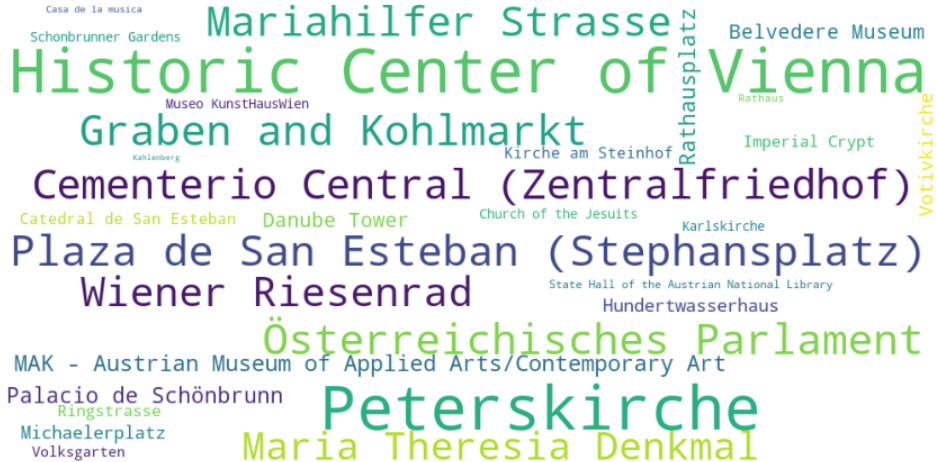 Casa de la musica
Mariahilfer Strasse
Rathausplatz
Belvedere Museum
Schonbrunner Gardens
Historic Center of Vienna
Museo KunstHausWien
Rathaus
Votivkirche
Graben and Kohlmarkt
Imperial Crypt
Kahlenberg
Kirche am Steinhof
Cementerio Central (Zentralfriedhof)
Catedral de San Esteban
Danube Tower
Church of the Jesuits
Karlskirche
Plaza de San Esteban (Stephansplatz)
Wiener Riesenrad
State Hall of the Austrian National Library
Hundertwasserhaus
Österreichisches Parlament
MAK - Austrian Museum of Applied Arts/Contemporary Art
Palacio de Schönbrunn
Peterskirche
Ringstrasse
Michaelerplatz
Maria Theresia Denkmal
Volksgarten